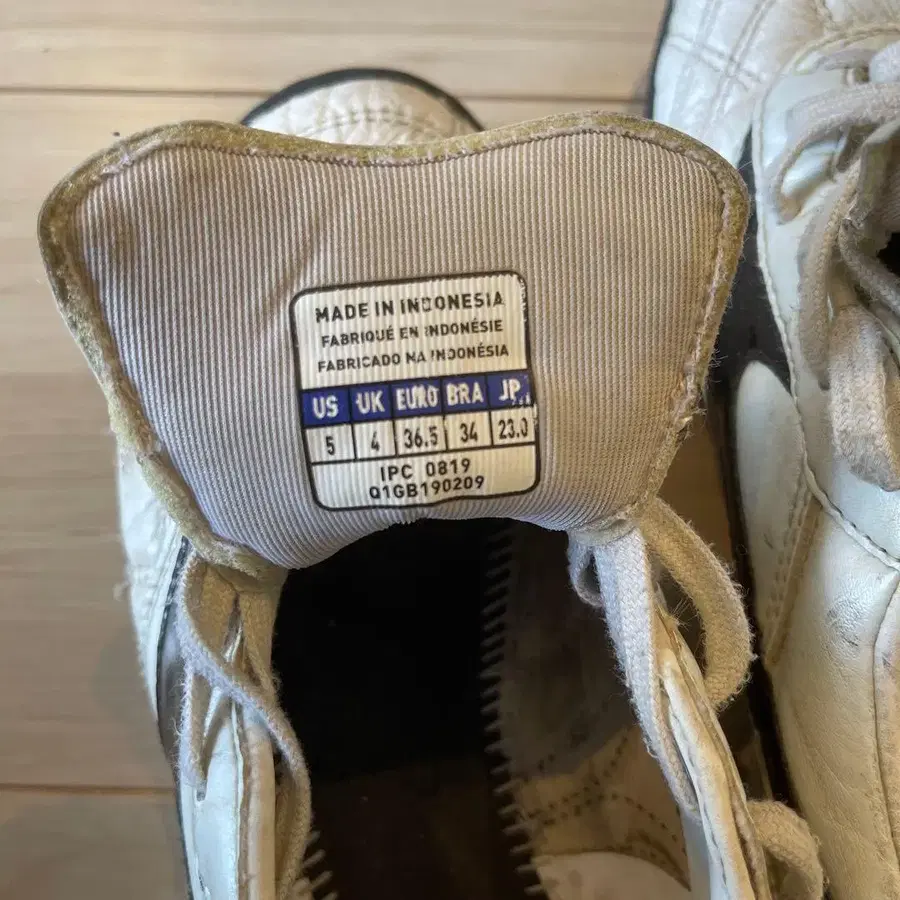 MADE IN INDONESIA
FABRIQUÉ EN INDONÉSIE
FABRICADO NA INDONÉSIA
US UK EURO BRA JP
5 4 36.5 34 23.0
IPC 0819
Q1GB190209